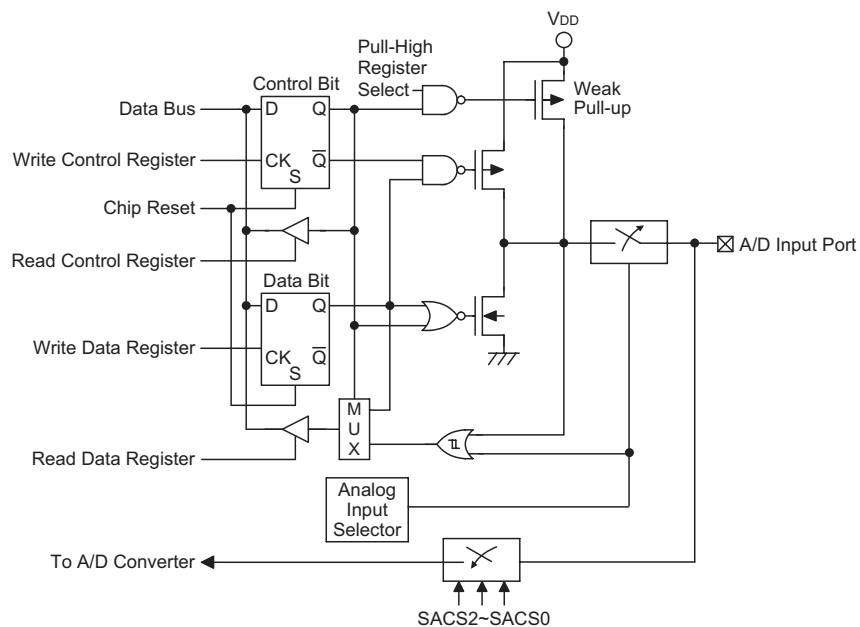 VDD
Pull-High
Register
Select
Weak
Pull-up
Control Bit
Data Bus
D
Q
Write Control Register
CK
Q
S
Chip Reset
Read Control Register
A/D Input Port
Data Bit
D
Q
Write Data Register
CK
Q
S
M
U
X
Read Data Register
Analog
Input
Selector
To A/D Converter
SACS2~SACS0